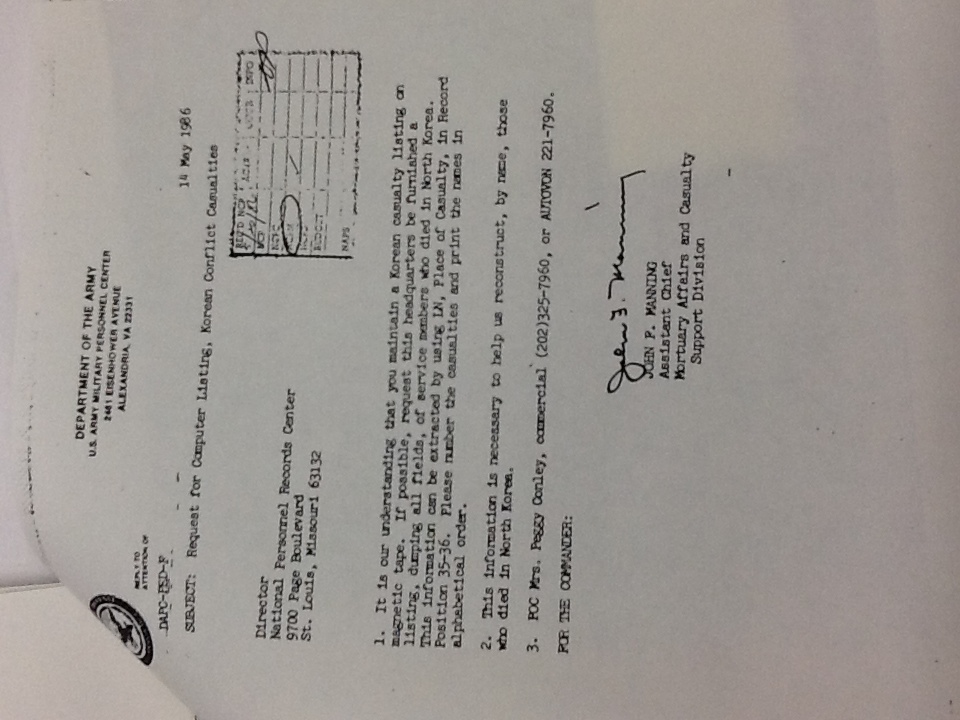 DEPARTMENT OF THE ARMY
U.S. ARMY MILITARY PERSONNEL CENTER
2461 EISENHOWER AVENUE
ALEXANDRIA, VA 22331
REPLY TO
ATTENTION OF
DAPC-PED-F
14 May 1986
SUBJECT: Request for Computer Listing, Korean Conflict Casualties
REC'D NCP
5/20/86
NCP
BUDGET
NAPS
INFO
Director
National Personnel Records Center
9700 Page Boulevard
St. Louis, Missouri 63132
1. It is our understanding that you maintain a Korean casualty listing on
magnetic tape. If possible, request this headquarters be furnished a
listing, dumping all fields, of service members who died in North Korea.
This information can be extracted by using LN, Place of Casualty, in Record
Position 35-36. Please number the casualties and print the names in
alphabetical order.
2. This information is necessary to help us reconstruct, by name, those
who died in North Korea.
3. POC Mrs. Peggy Conley, commercial (202)325-7960, or AUTOVON 221-7960.
FOR THE COMMANDER:
John F. Manning
JOHN F. MANNING
Assistant Chief
Mortuary Affairs and Casualty
Support Division